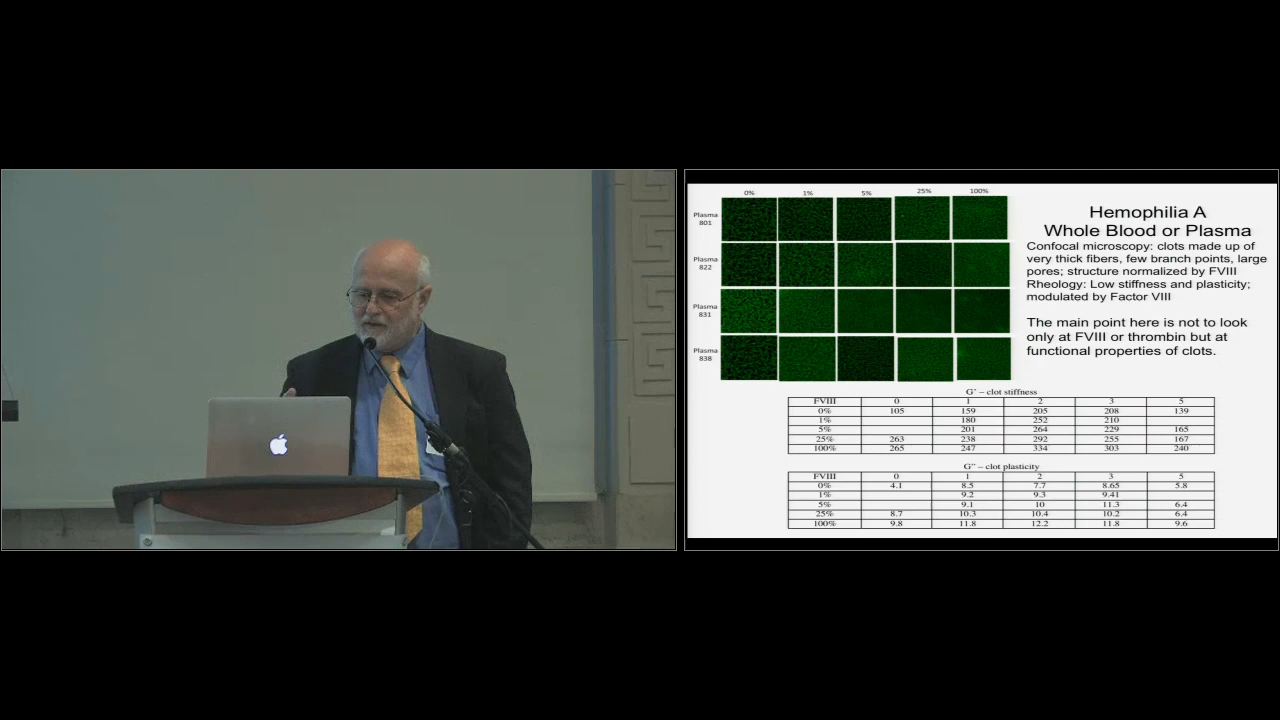 0% 1% 5% 25% 100%
Plasma
801
Plasma
822
Plasma
831
Plasma
838
Hemophilia A
Whole Blood or Plasma
Confocal microscopy: clots made up of
very thick fibers, few branch points, large
pores; structure normalized by FVIII
Rheology: Low stiffness and plasticity;
modulated by Factor VIII
The main point here is not to look
only at FVIII or thrombin but at
functional properties of clots.
G' – clot stiffness
FVIII 0 1 2 3 5
0% 105 159 205 208 139
1% 180 252 210
5% 201 264 229 165
25% 263 238 292 255 167
100% 265 247 334 303 240
G" – clot plasticity
FVIII 0 1 2 3 5
0% 4.1 8.5 7.7 8.65 5.8
1% 9.2 9.3 9.41
5% 9.1 10 11.3 6.4
25% 8.7 10.3 10.4 10.2 6.4
100% 9.8 11.8 12.2 11.8 9.6